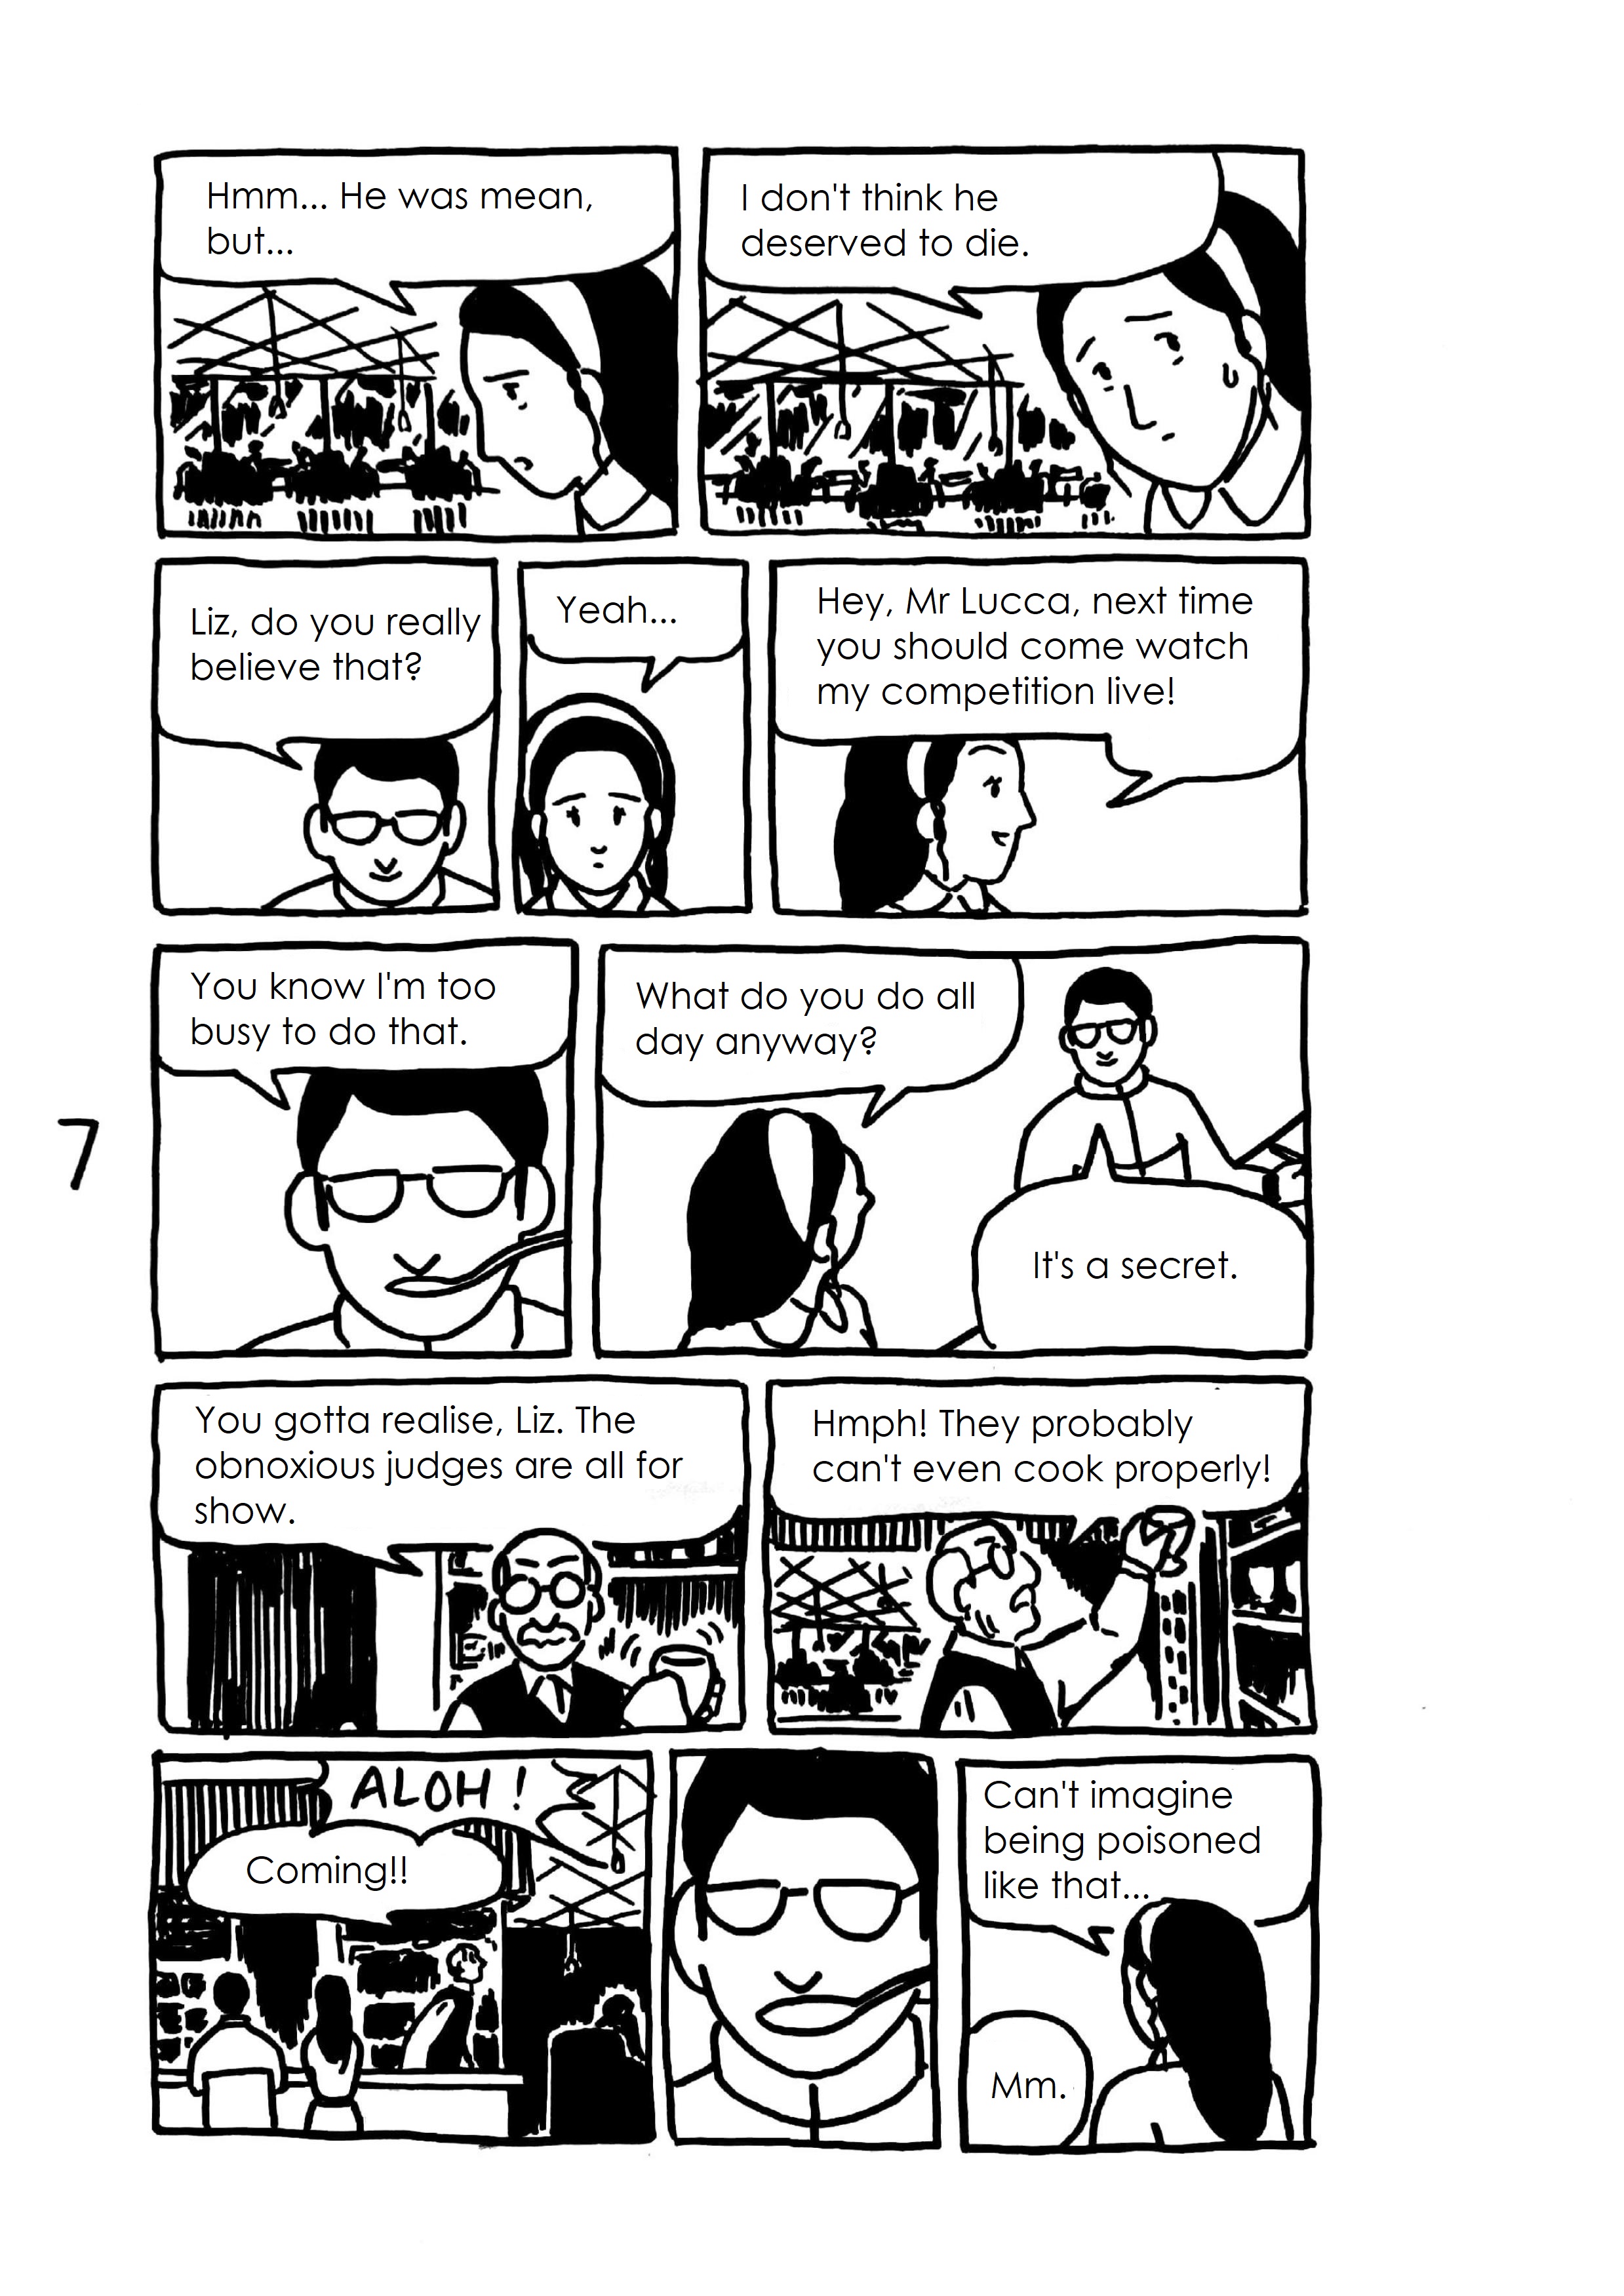 Hmm... He was mean,
but...
I don't think he
deserved to die.
Liz, do you really
believe that?
Yeah...
Hey, Mr Lucca, next time
you should come watch
my competition live!
You know I'm too
busy to do that.
What do you do all
day anyway?
It's a secret.
7
You gotta realise, Liz. The
obnoxious judges are all for
show.
Hmph! They probably
can't even cook properly!
ALOH!
Coming!!
Can't imagine
being poisoned
like that...
Mm.